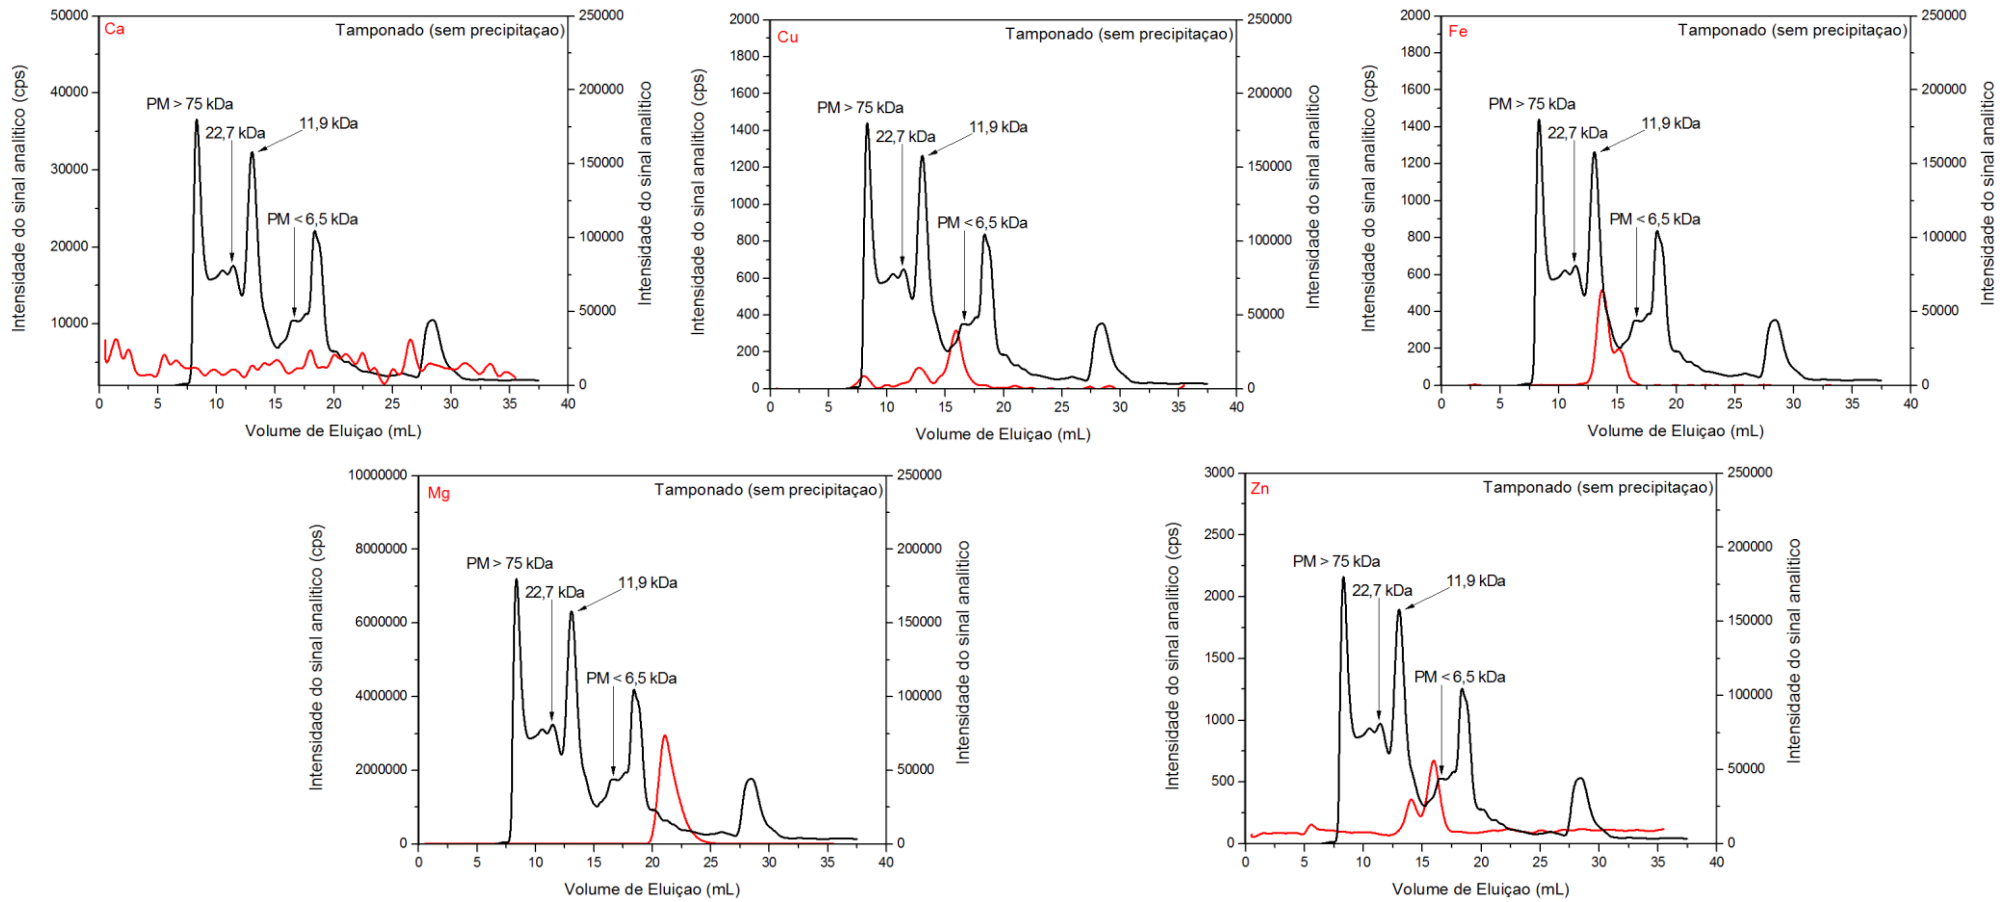 Ca
Tamponado (sem precipitaçao)
PM > 75 kDa
22,7 kDa
11,9 kDa
PM < 6,5 kDa
50000
40000
30000
20000
10000
250000
200000
150000
100000
50000
0
0 5 10 15 20 25 30 35 40
Intensidade do sinal analitico (cps)
Intensidade do sinal analitico
Volume de Eluiçao (mL)
Cu
Tamponado (sem precipitaçao)
PM > 75 kDa
22,7 kDa
11,9 kDa
PM < 6,5 kDa
2000
1800
1600
1400
1200
1000
800
600
400
200
0
250000
200000
150000
100000
50000
0
0 5 10 15 20 25 30 35 40
Intensidade do sinal analitico (cps)
Intensidade do sinal analitico
Volume de Eluiçao (mL)
Fe
Tamponado (sem precipitaçao)
PM > 75 kDa
22,7 kDa
11,9 kDa
PM < 6,5 kDa
2000
1800
1600
1400
1200
1000
800
600
400
200
0
250000
200000
150000
100000
50000
0
0 5 10 15 20 25 30 35 40
Intensidade do sinal analitico (cps)
Intensidade do sinal analitico
Volume de Eluiçao (mL)
Mg
Tamponado (sem precipitaçao)
PM > 75 kDa
22,7 kDa
11,9 kDa
PM < 6,5 kDa
10000000
8000000
6000000
4000000
2000000
0
250000
200000
150000
100000
50000
0
0 5 10 15 20 25 30 35 40
Intensidade do sinal analitico (cps)
Intensidade do sinal analitico
Volume de Eluiçao (mL)
Zn
Tamponado (sem precipitaçao)
PM > 75 kDa
22,7 kDa
11,9 kDa
PM < 6,5 kDa
3000
2500
2000
1500
1000
500
0
250000
200000
150000
100000
50000
0
0 5 10 15 20 25 30 35 40
Intensidade do sinal analitico (cps)
Intensidade do sinal analitico
Volume de Eluiçao (mL)